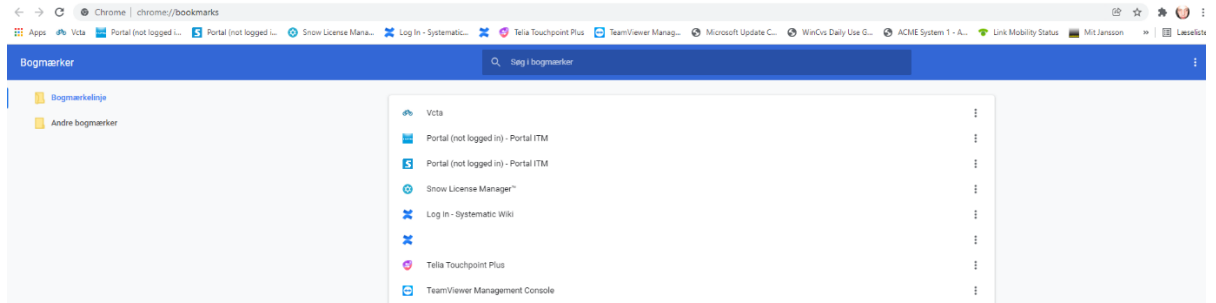 Chrome | chrome://bookmarks
Apps Vcta Portal (not logged i... Portal (not logged i... Snow License Mana... Log In - Systematic... Telia Touchpoint Plus TeamViewer Manag... Microsoft Update C... WinCvs Daily Use G... ACME System 1 - A... Link Mobility Status Mit Jansson » Læseliste
Bogmærker Søg i bogmærker
Bogmærkelinje
Andre bogmærker
Vcta
Portal (not logged in) - Portal ITM
Portal (not logged in) - Portal ITM
Snow License Manager™
Log In - Systematic Wiki
Telia Touchpoint Plus
TeamViewer Management Console